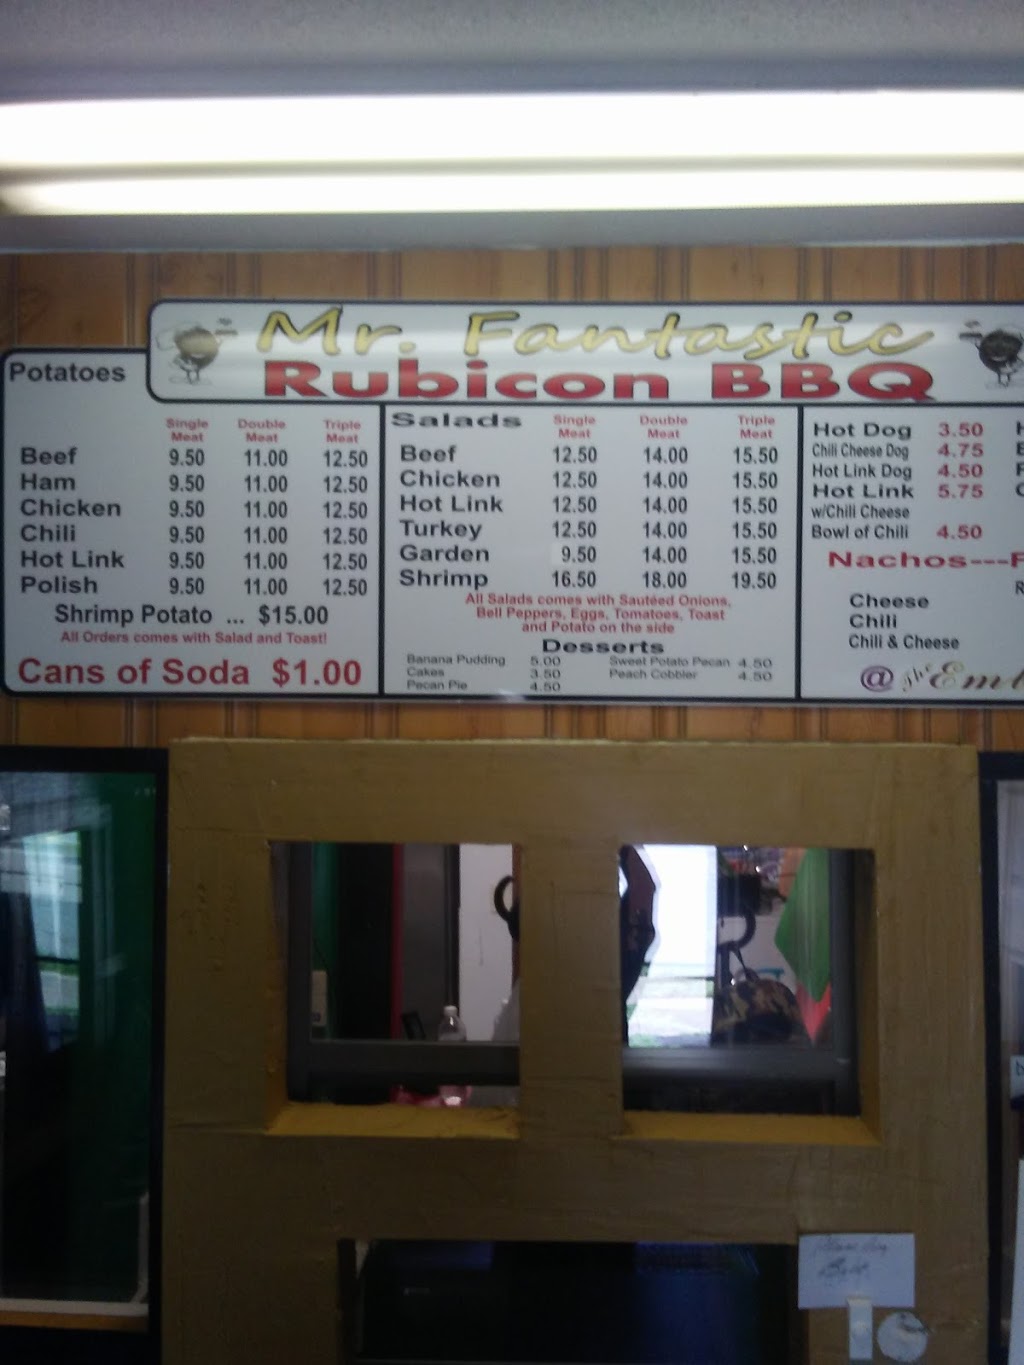 Mr. Fantastic
Rubicon BBQ
Potatoes
Single Meat Double Meat Triple Meat
Beef 9.50 11.00 12.50
Ham 9.50 11.00 12.50
Chicken 9.50 11.00 12.50
Chili 9.50 11.00 12.50
Hot Link 9.50 11.00 12.50
Polish 9.50 11.00 12.50
Shrimp Potato ... $15.00
All Orders comes with Salad and Toast!
Cans of Soda $1.00
Salads Single Meat Double Meat Triple Meat
Beef 12.50 14.00 15.50
Chicken 12.50 14.00 15.50
Hot Link 12.50 14.00 15.50
Turkey 12.50 14.00 15.50
Garden 9.50 14.00 15.50
Shrimp 16.50 18.00 19.50
All Salads comes with Sautéed Onions,
Bell Peppers, Eggs, Tomatoes, Toast
and Potato on the side
Desserts
Banana Pudding 5.00 Sweet Potato Pecan 4.50
Cakes 3.50 Peach Cobbler 4.50
Pecan Pie 4.50
Hot Dog 3.50
Chili Cheese Dog 4.75
Hot Link Dog 4.50
Hot Link 5.75
w/Chili Cheese
Bowl of Chili 4.50
Nachos---F
Cheese
Chili
Chili & Cheese
@ the Em